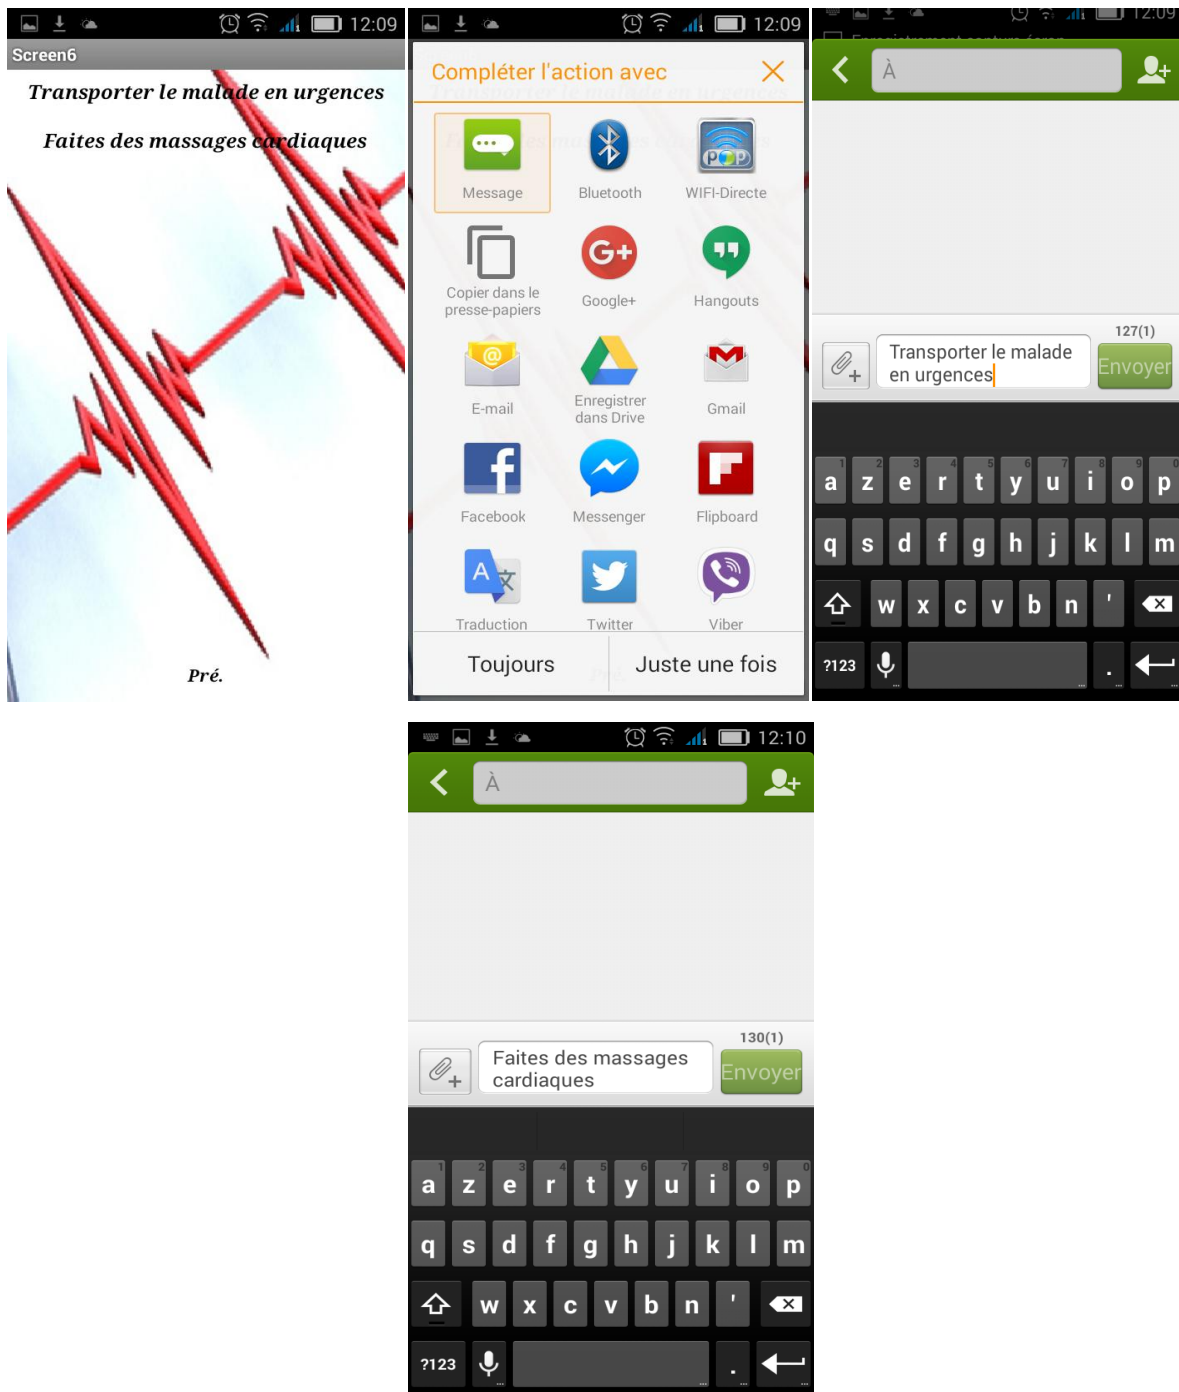 12:09
Screen6
Transporter le malade en urgences
Faites des massages cardiaques
Pré.
12:09
Compléter l'action avec
Message
Bluetooth
WIFI-Directe
Copier dans le
presse-papiers
Google+
Hangouts
E-mail
Enregistrer
dans Drive
Gmail
Facebook
Messenger
Flipboard
Traduction
Twitter
Viber
Toujours
Juste une fois
12:09
Enregistrement capture écran
À
127(1)
Transporter le malade
en urgences
Envoyer
a z e r t y u i o p
q s d f g h j k l m
w x c v b n '
?123 .
12:10
À
130(1)
Faites des massages
cardiaques
Envoyer
a z e r t y u i o p
q s d f g h j k l m
w x c v b n '
?123 .